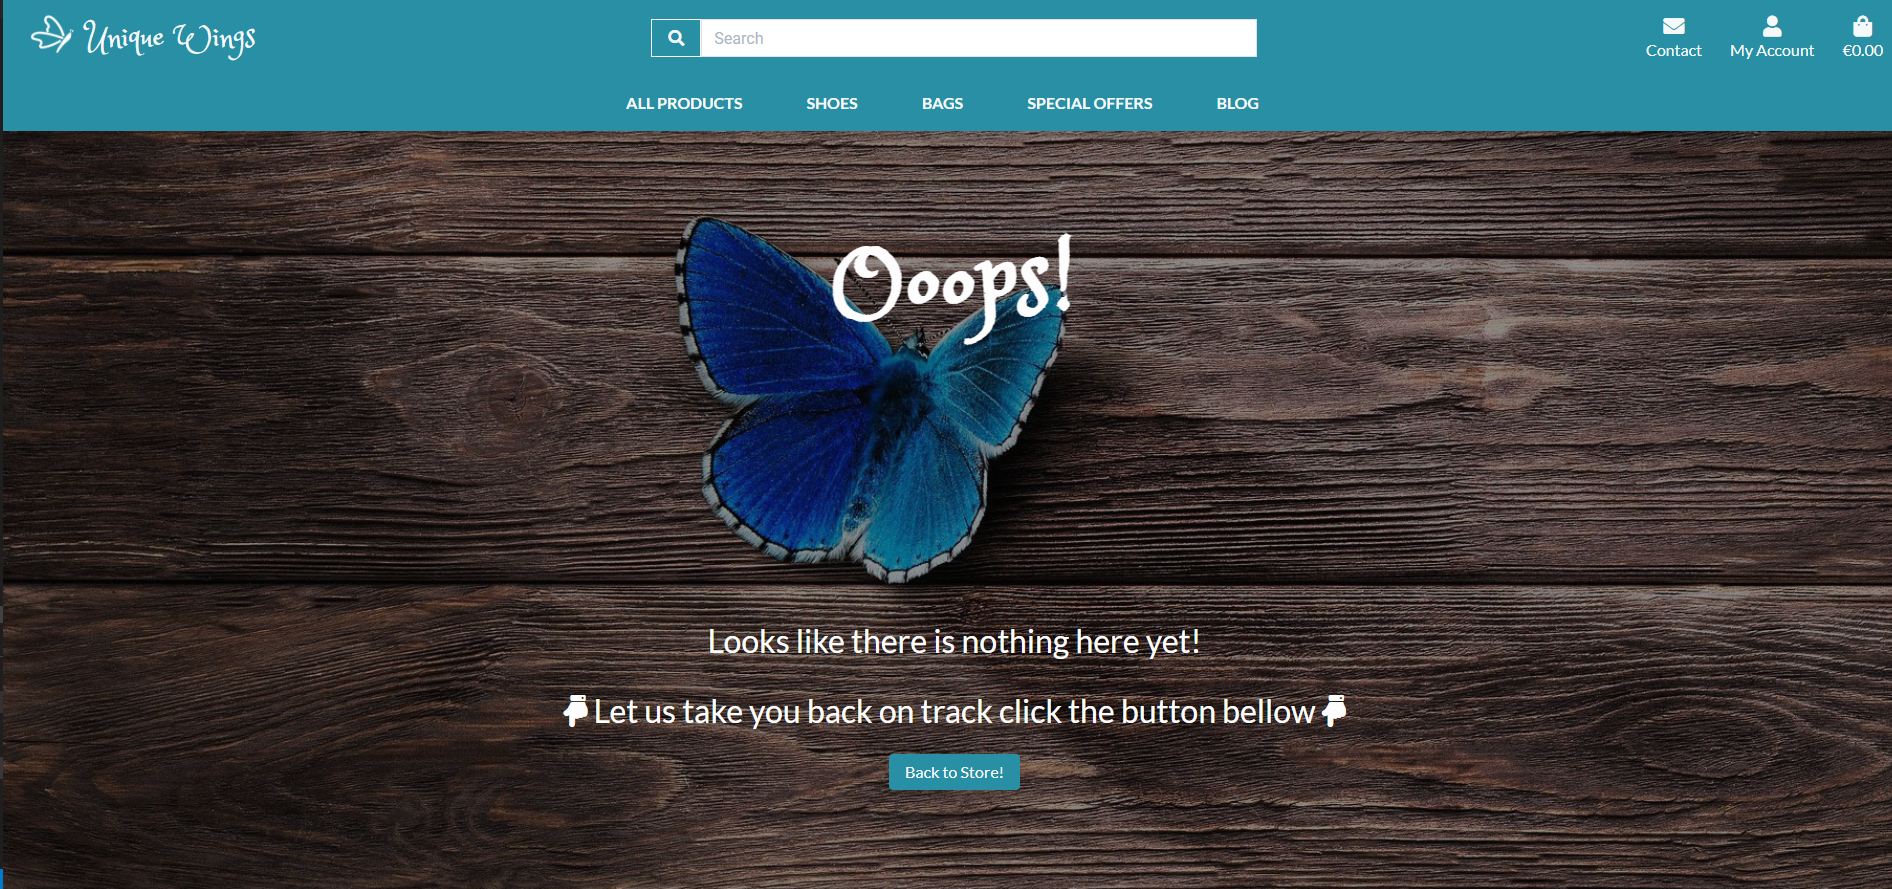 Unique Wings
Search
Contact
My Account
€0.00
ALL PRODUCTS
SHOES
BAGS
SPECIAL OFFERS
BLOG
Ooops!
Looks like there is nothing here yet!
Let us take you back on track click the button bellow
Back to Store!